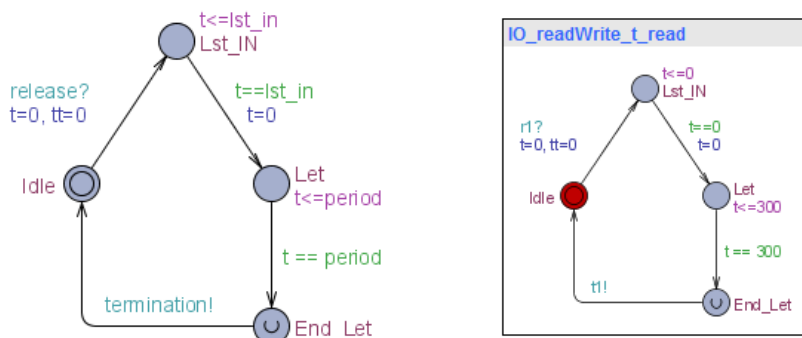 t<=lst_in
Lst_IN
release?
t=0, tt=0
t==lst_in
t=0
Idle
Let
t<=period
t == period
termination!
End_Let
IO_readWrite_t_read
t<=0
Lst_IN
r1?
t=0, tt=0
t==0
t=0
Idle
Let
t<=300
t == 300
t1!
End_Let